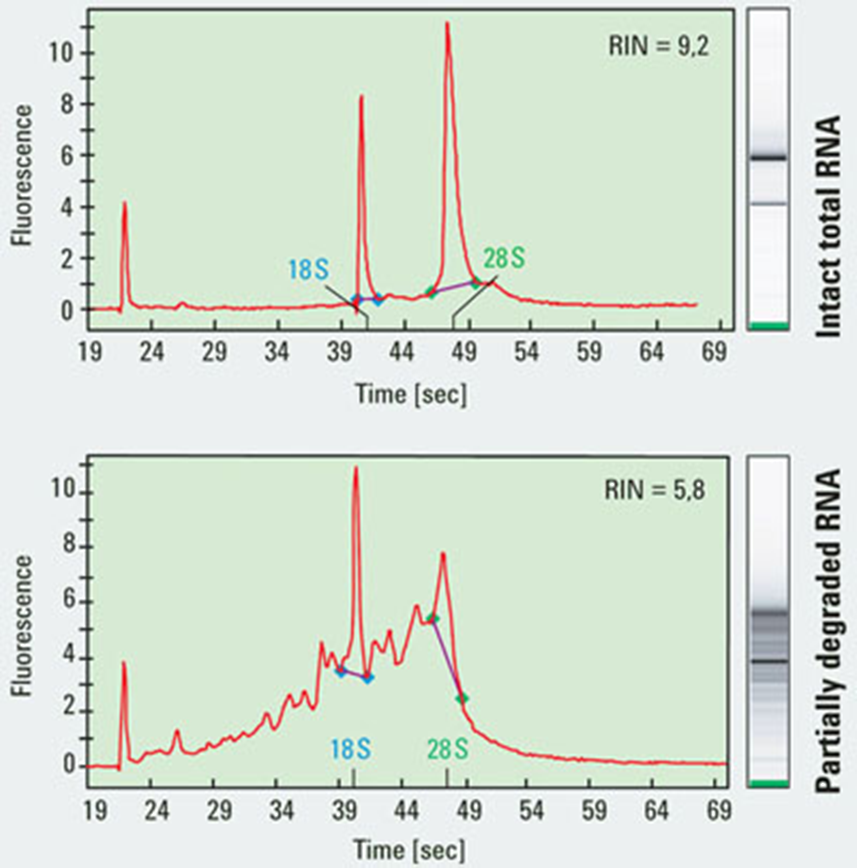 RIN = 9,2
10
8
6
4
2
0
Fluorescence
18S
28S
19 24 29 34 39 44 49 54 59 64 69
Time [sec]
Intact total RNA
RIN = 5,8
10
8
6
4
2
0
Fluorescence
18S
28S
19 24 29 34 39 44 49 54 59 64 69
Time [sec]
Partially degraded RNA